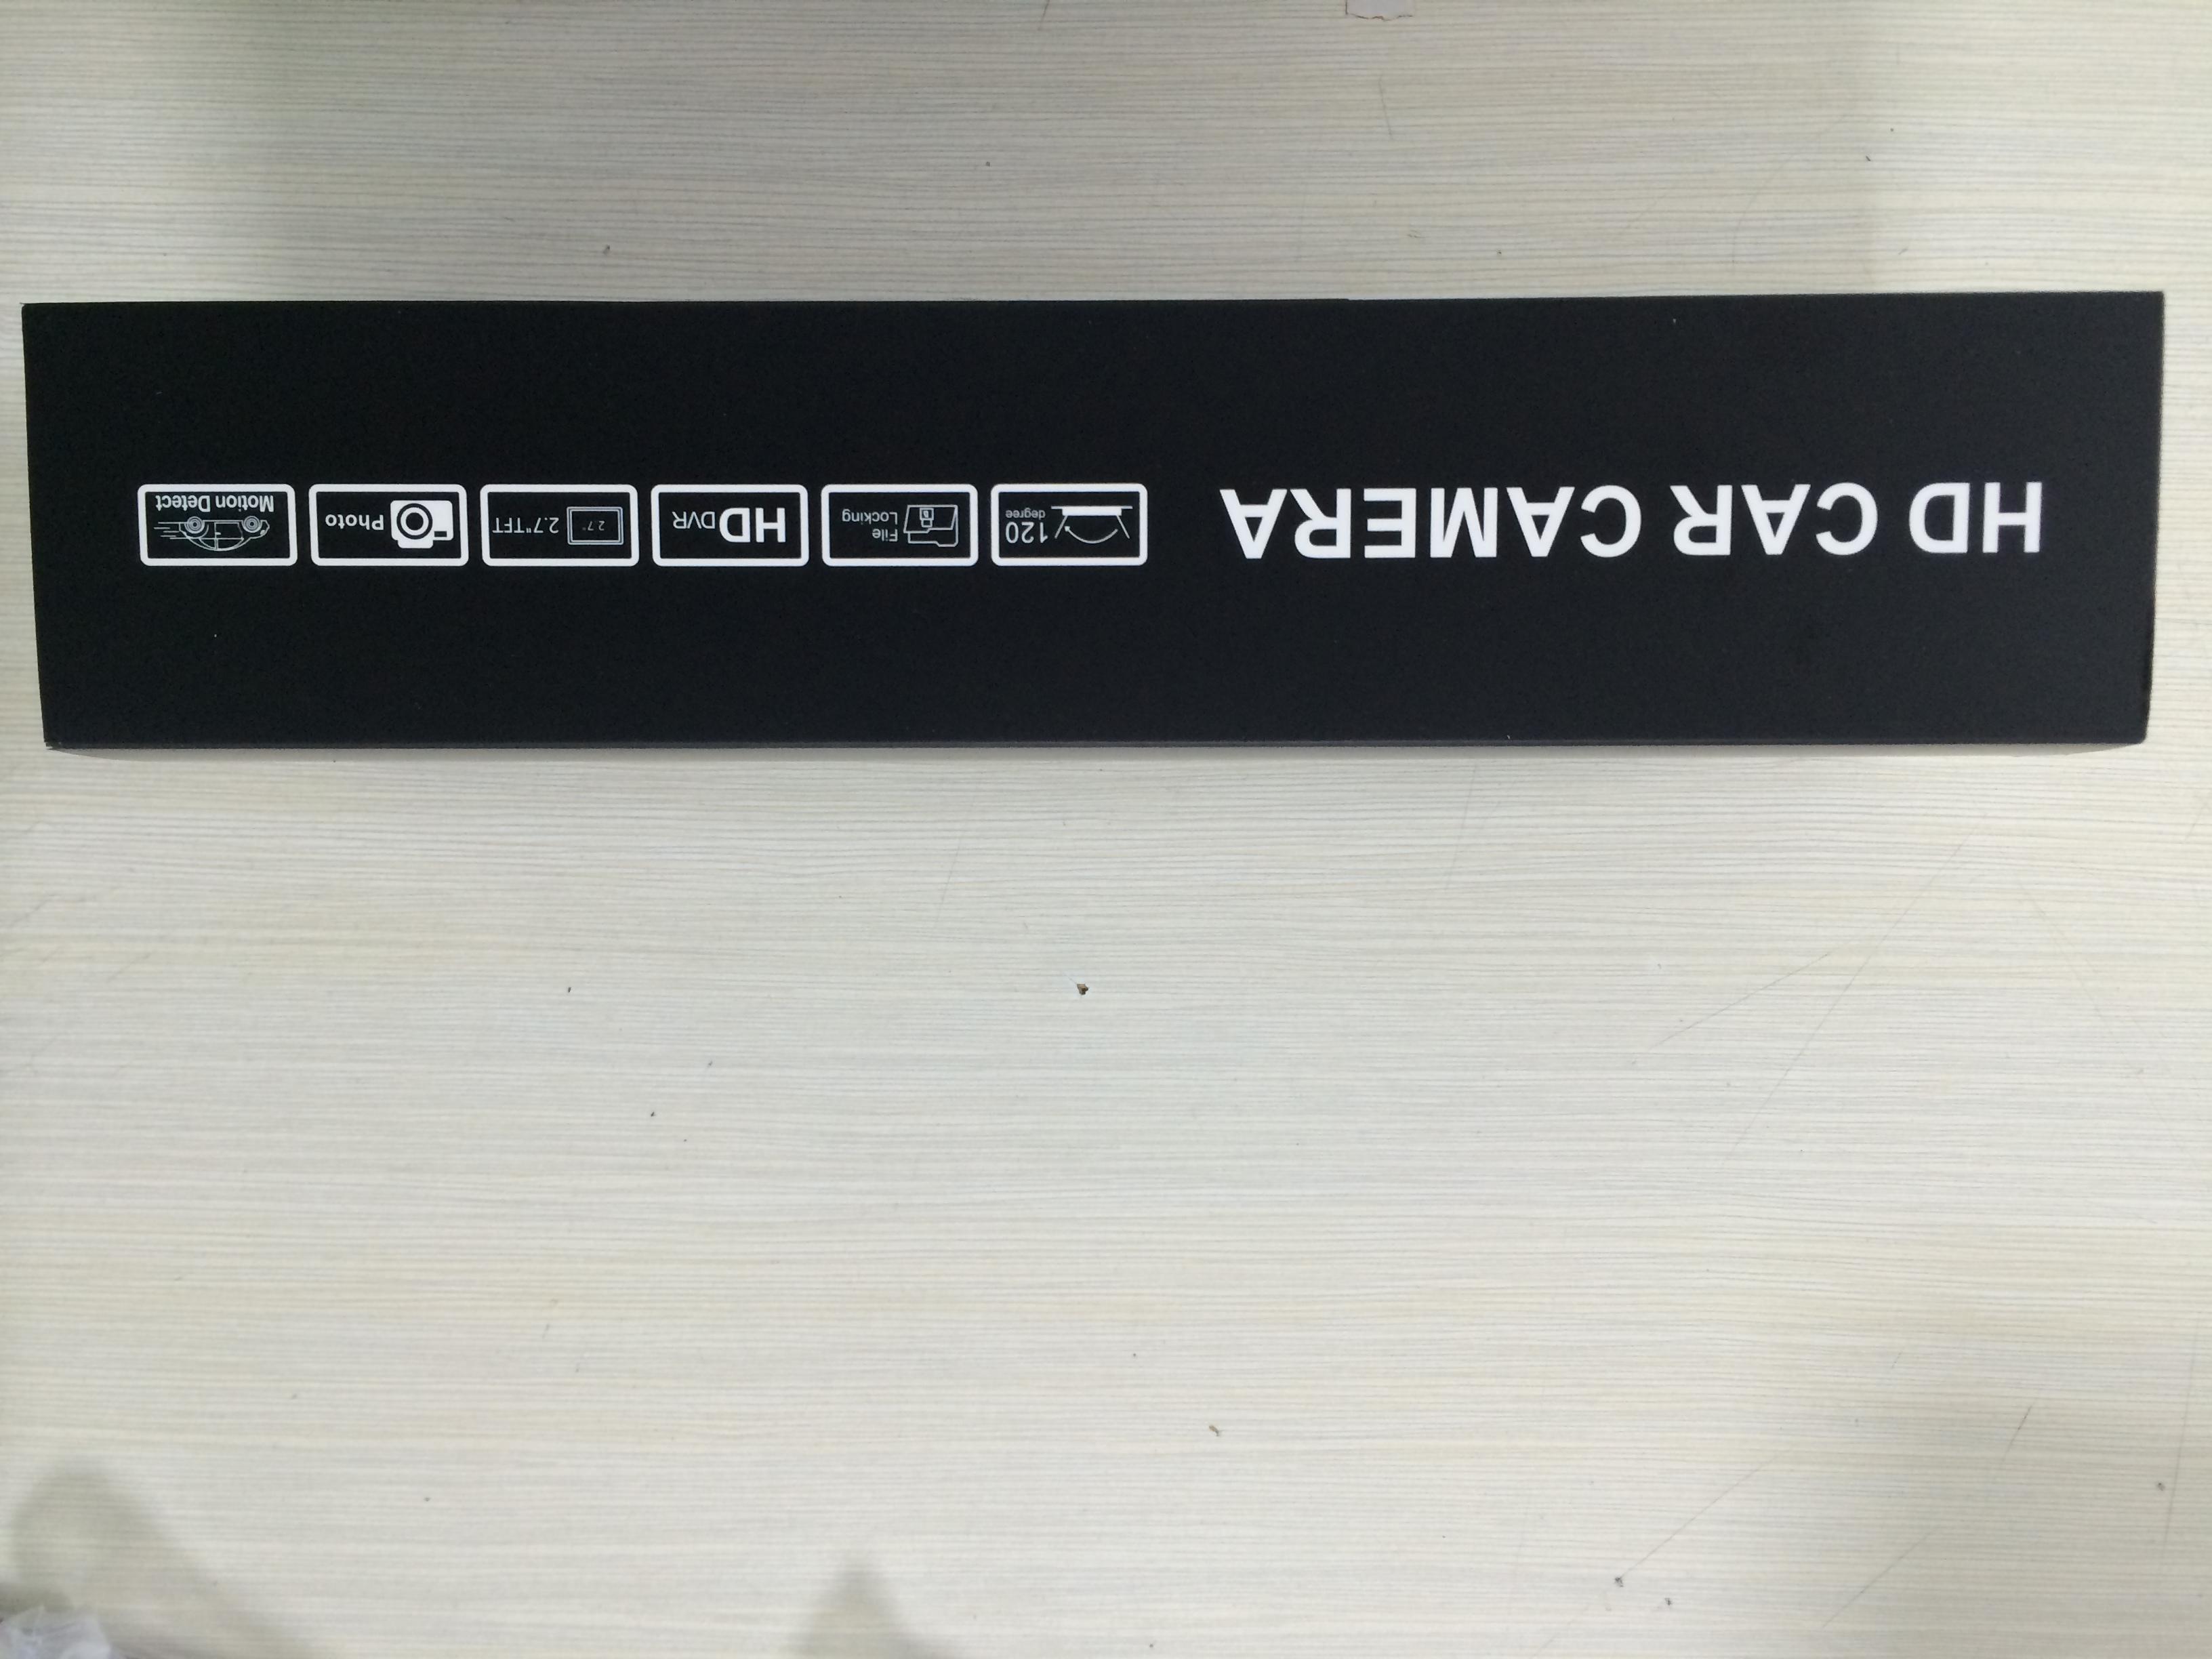 HD CAR CAMERA
120
degree
File
Locking
HD DVR
2.7"
2.7"TFT
Photo
Motion Detect